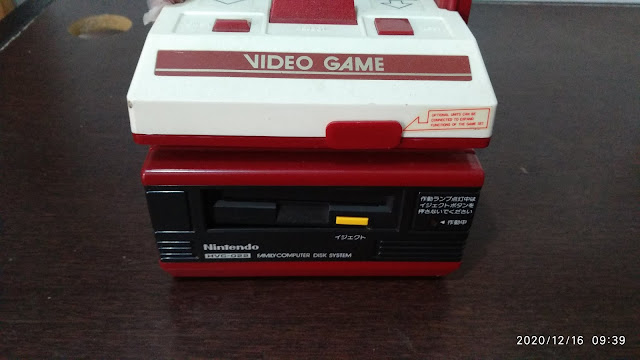 VIDEO GAME
OPTIONAL UNITS CAN BE
CONNECTED TO EXPAND
FUNCTIONS OF THE GAME SET
作動ランプ点灯中は
イジェクトボタンを
押さないでください
◀ 作動中
イジェクト
Nintendo
HVC-022
FAMILY COMPUTER DISK SYSTEM
2020/12/16 09:39